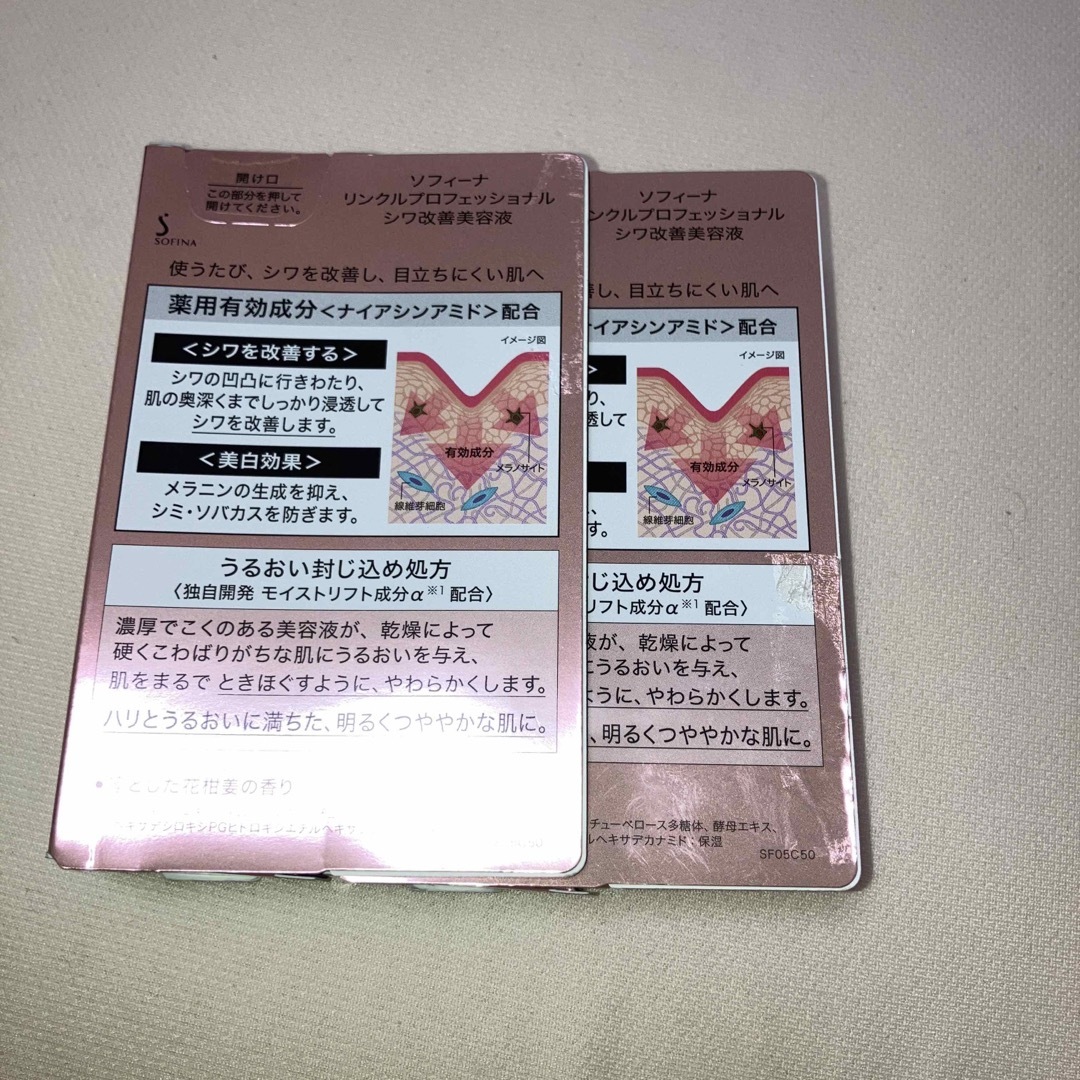 開け口
この部分を押して
開けてください。
SOFINA
ソフィーナ
リンクルプロフェッショナル
シワ改善美容液
使うたび、シワを改善し、目立ちにくい肌へ
薬用有効成分<ナイアシンアミド>配合
<シワを改善する>
シワの凹凸に行きわたり、
肌の奥深くまでしっかり浸透して
シワを改善します。
<美白効果>
メラニンの生成を抑え、
シミ・ソバカスを防ぎます。
イメージ図
有効成分
メラノサイト
線維芽細胞
うるおい封じ込め処方
〈独自開発 モイストリフト成分α※1 配合〉
濃厚でこくのある美容液が、乾燥によって
硬くこわばりがちな肌にうるおいを与え、
肌をまるで ときほぐすように、やわらかくします。
ハリとうるおいに満ちた、明るくつややかな肌に。
とした花柑姜の香り
ソフィーナ
ンクルプロフェッショナル
シワ改善美容液
し、目立ちにくい肌へ
イアシンアミド>配合
>
り、
透して
、
す。
イメージ図
有効成分
メラノサイト
線維芽細胞
じ込め処方
リフト成分α※1 配合〉
液が、乾燥によって
うるおいを与え、
ように、やわらかくします。
、明るくつややかな肌に。
チューベロース多糖体、酵母エキス、
ルヘキサデカナミド:保湿
SF05C50